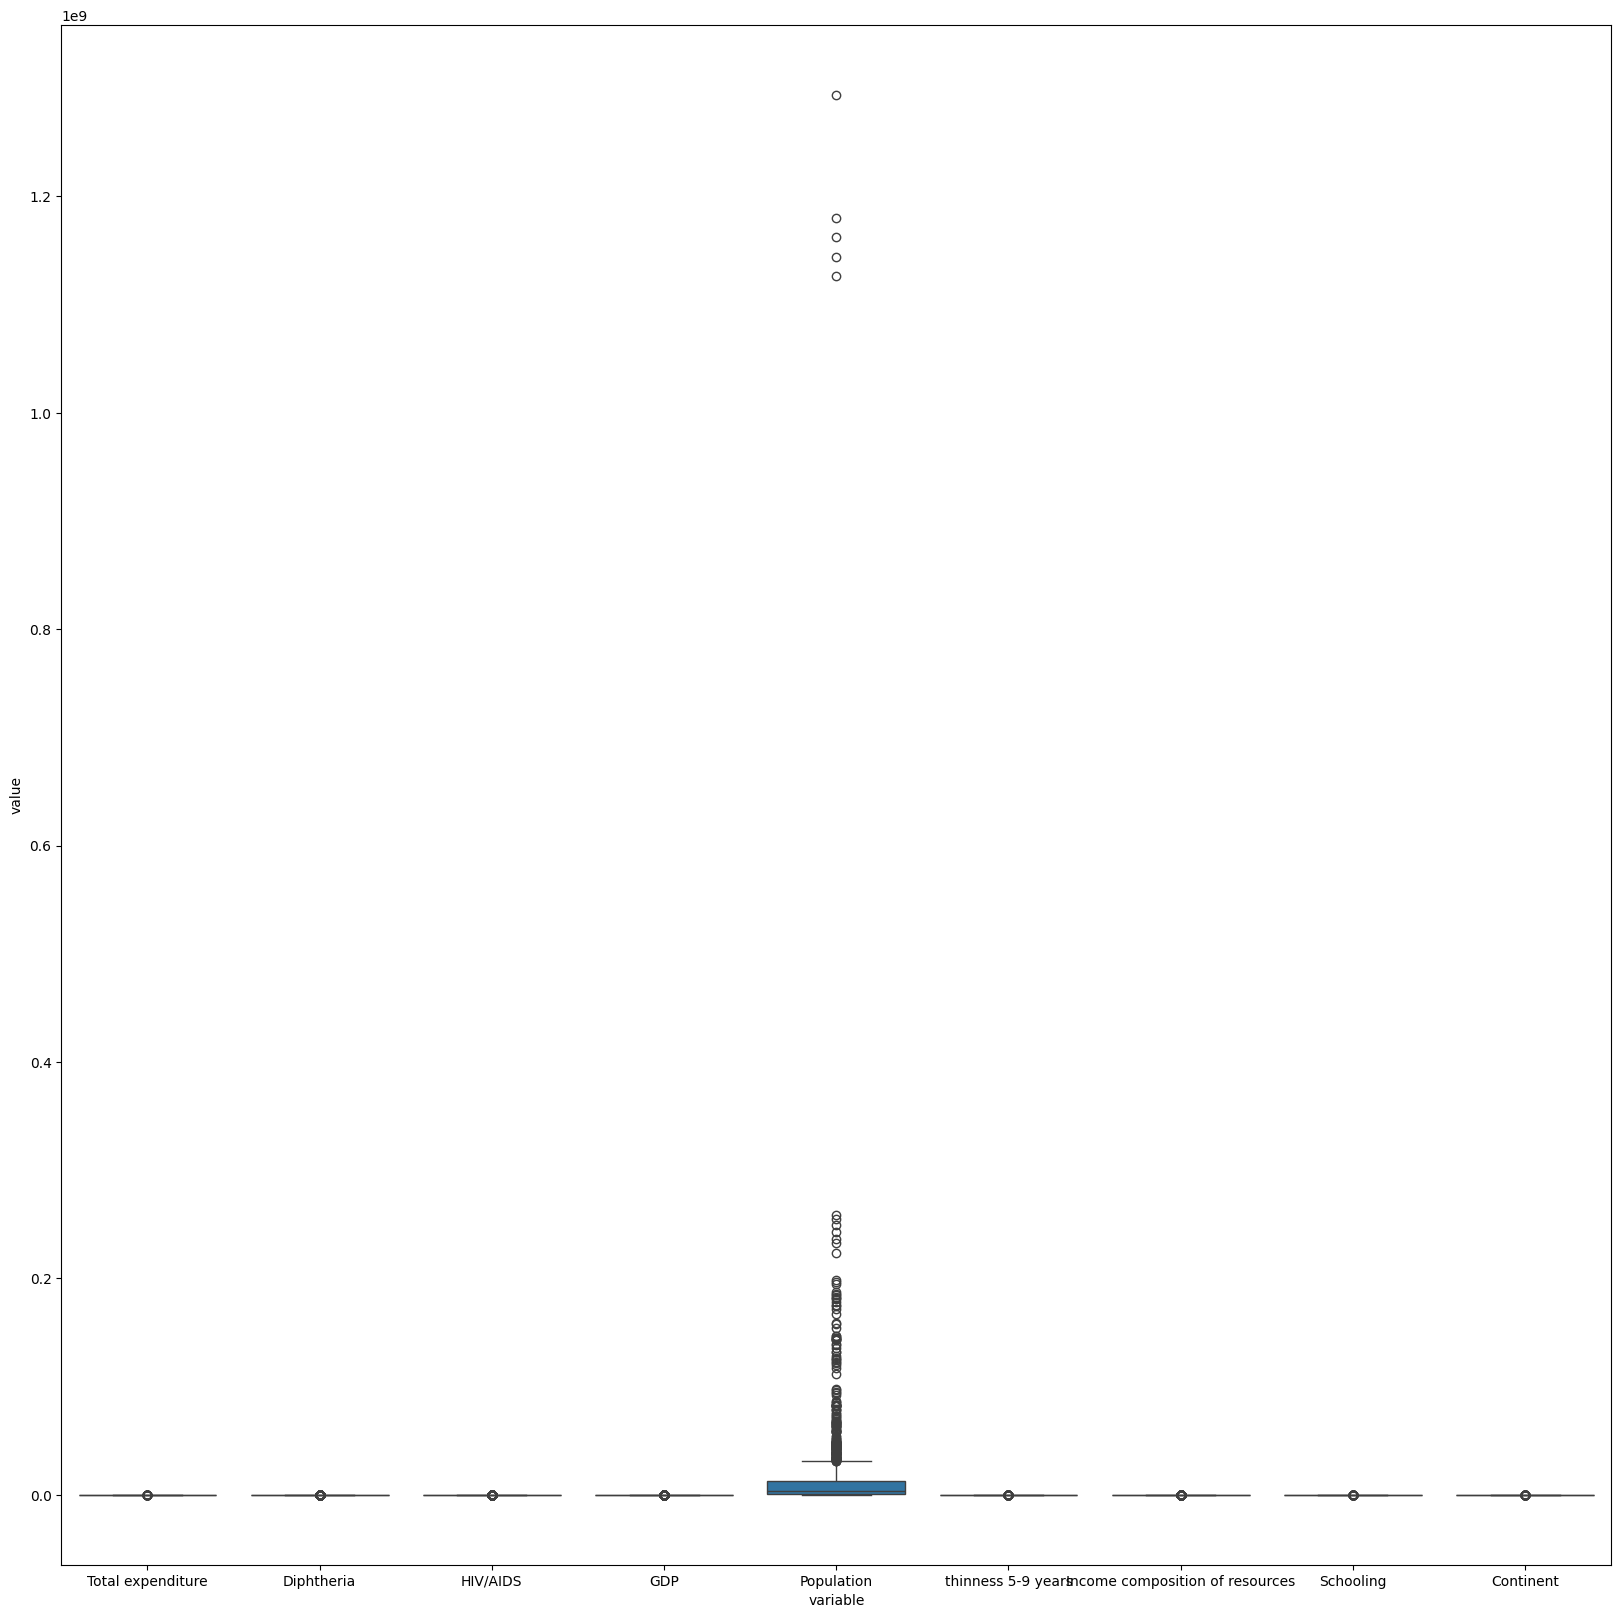 1e9
1.2
1.0
0.8
0.6
0.4
0.2
0.0
value
Total expenditure Diphtheria HIV/AIDS GDP Population thinness 5-9 years Income composition of resources Schooling Continent
variable